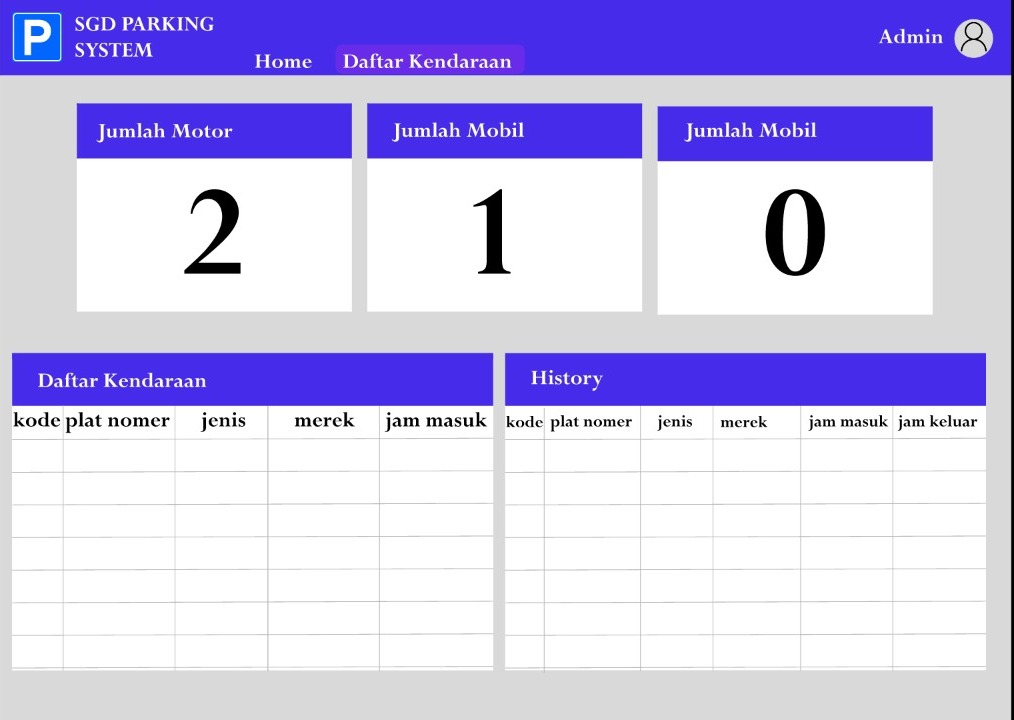 P
SGD PARKING
SYSTEM
Home
Daftar Kendaraan
Admin
Jumlah Motor
Jumlah Mobil
Jumlah Mobil
2
1
0
Daftar Kendaraan
kode plat nomer jenis merek jam masuk
History
kode plat nomer jenis merek jam masuk jam keluar